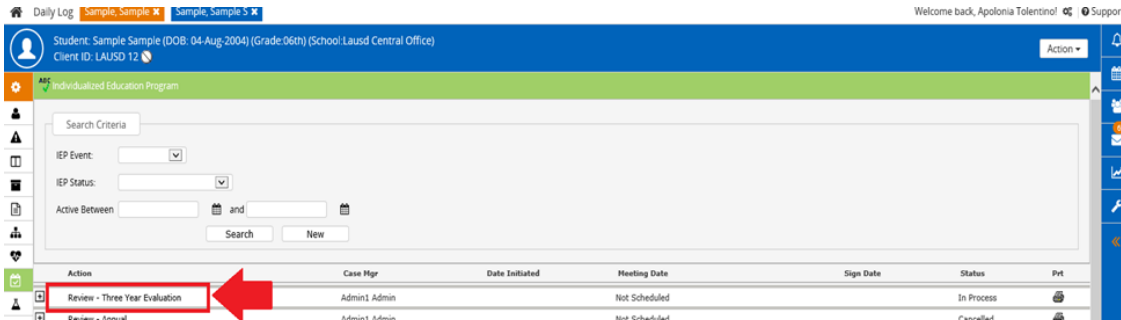 Daily Log Sample, Sample × Sample, Sample S × Welcome back, Apolonia Tolentino! Suppor
Student: Sample Sample (DOB: 04-Aug-2004) (Grade:06th) (School:Lausd Central Office)
Client ID: LAUSD 12
Action
ABC Individualized Education Program
Search Criteria
IEP Event:
IEP Status:
Active Between and
Search New
Action Case Mgr Date Initiated Meeting Date Sign Date Status Prt
Review - Three Year Evaluation Admin1 Admin Not Scheduled In Process
Review - Annual Admin1 Admin Not Scheduled Cancelled